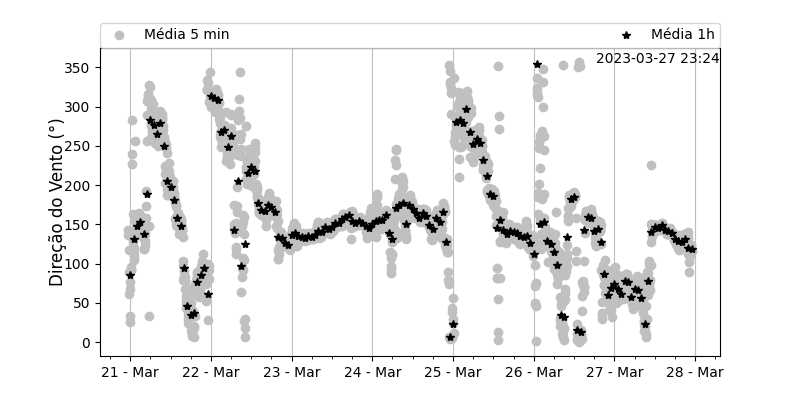 Média 5 min
Média 1h
2023-03-27 23:24
Direção do Vento (°)
350
300
250
200
150
100
50
0
21 - Mar 22 - Mar 23 - Mar 24 - Mar 25 - Mar 26 - Mar 27 - Mar 28 - Mar